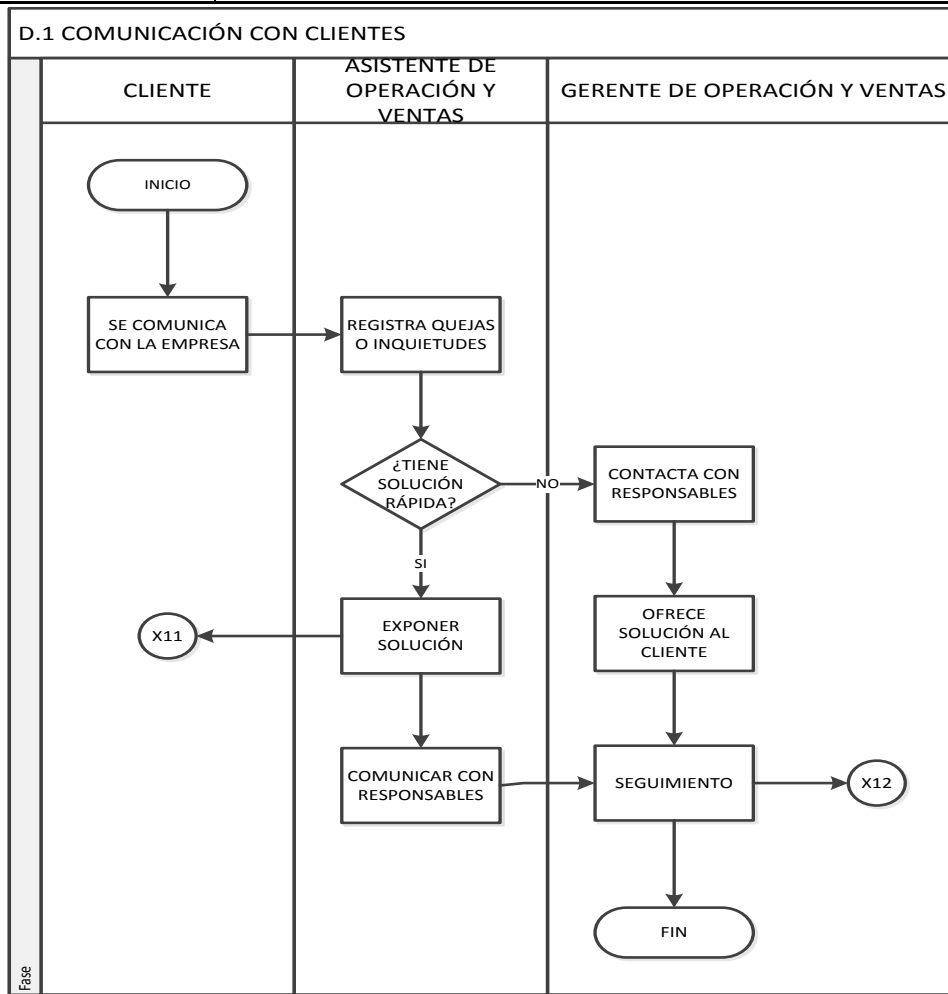 D.1 COMUNICACIÓN CON CLIENTES
CLIENTE
ASISTENTE DE
OPERACIÓN Y
VENTAS
GERENTE DE OPERACIÓN Y VENTAS
INICIO
SE COMUNICA
CON LA EMPRESA
REGISTRA QUEJAS
O INQUIETUDES
¿TIENE
SOLUCIÓN
RÁPIDA?
NO
CONTACTA CON
RESPONSABLES
SI
X11
EXPONER
SOLUCIÓN
OFRECE
SOLUCIÓN AL
CLIENTE
COMUNICAR CON
RESPONSABLES
SEGUIMIENTO
X12
FIN
Fase